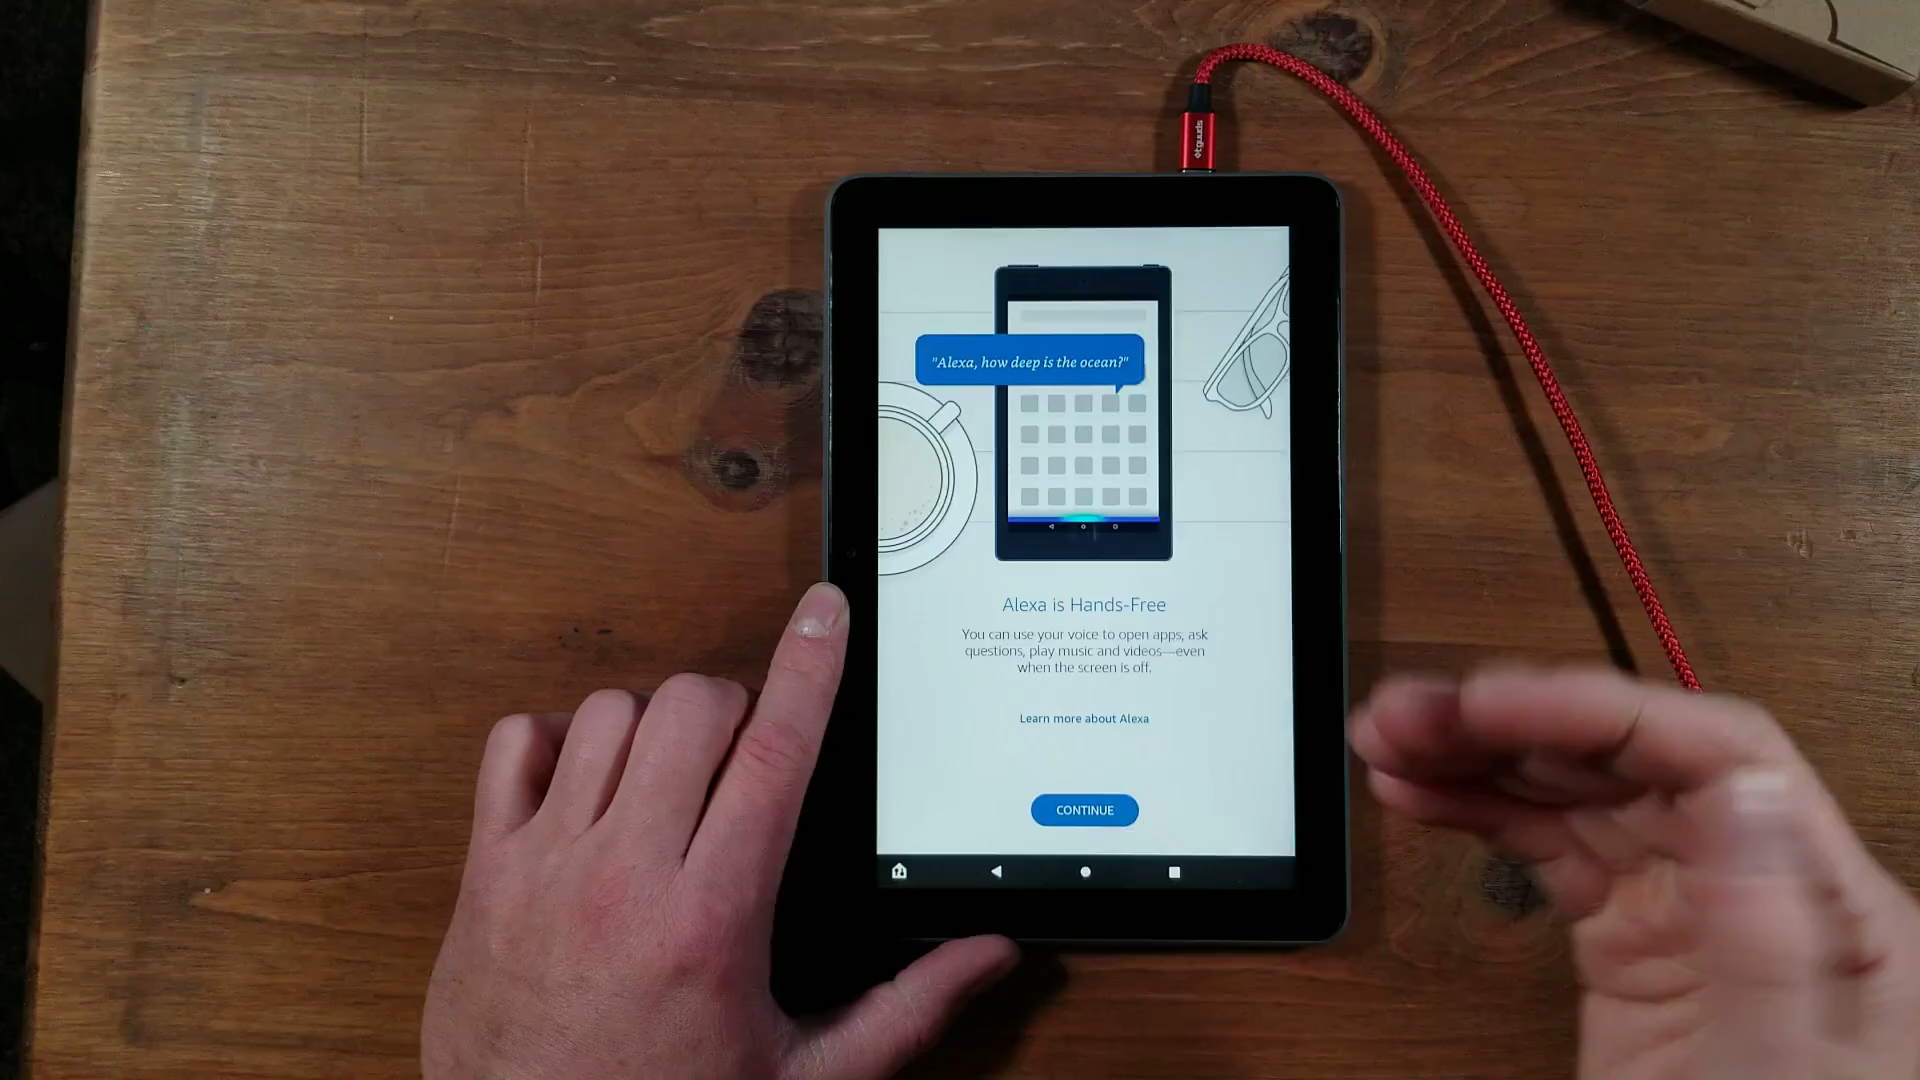 "Alexa, how deep is the ocean?"
Alexa is Hands-Free
You can use your voice to open apps, ask
questions, play music and videos—even
when the screen is off.
Learn more about Alexa
CONTINUE